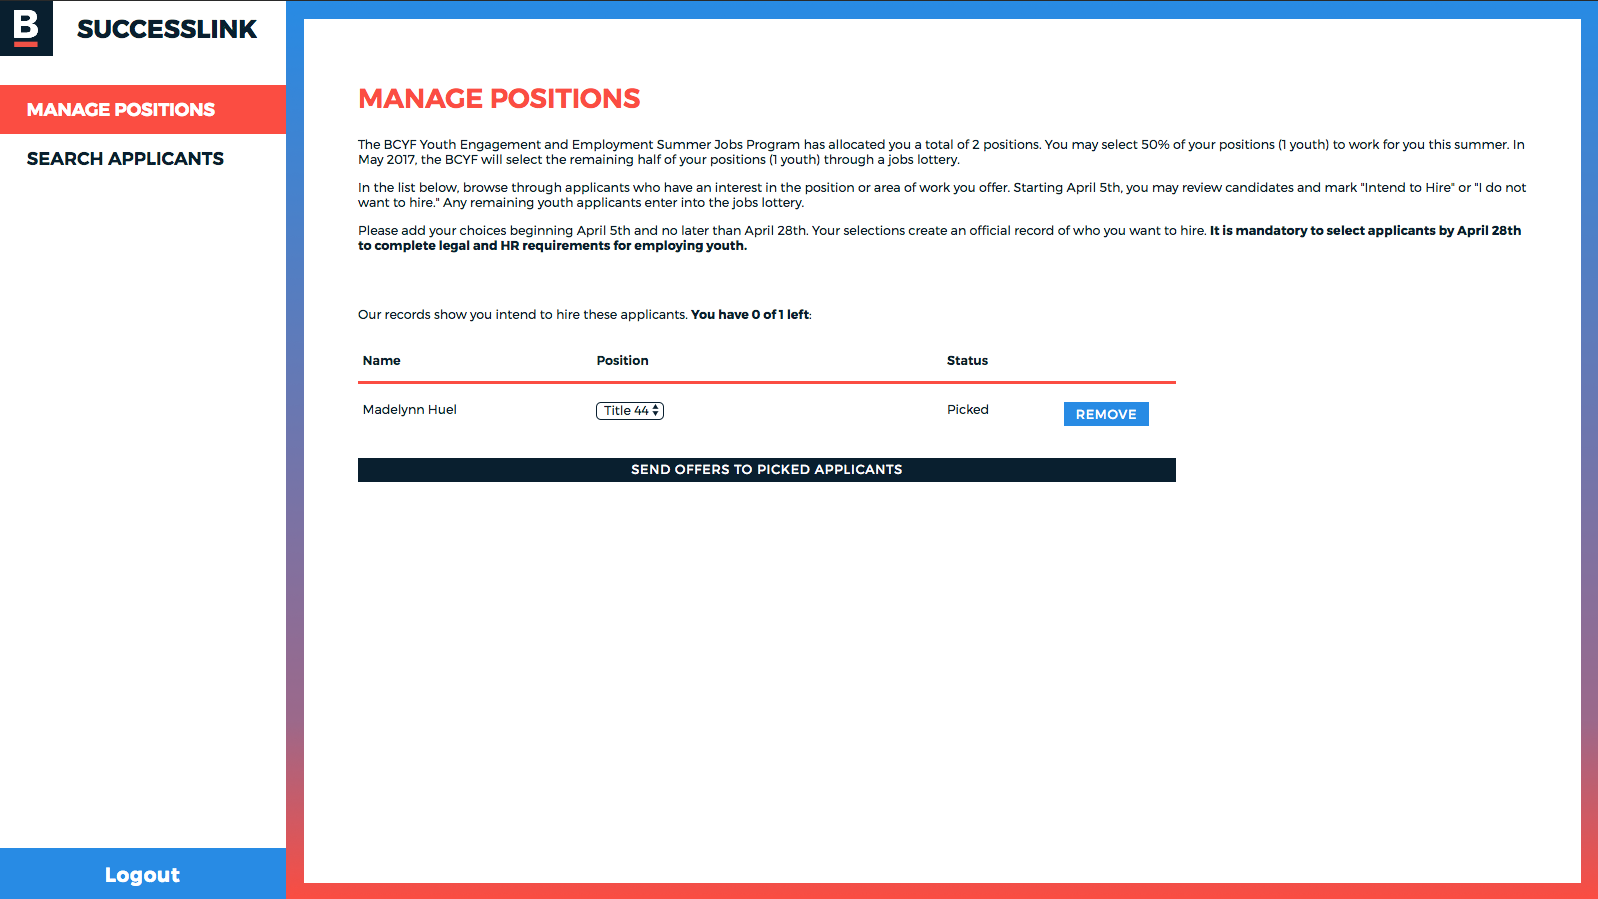 B
SUCCESSLINK
MANAGE POSITIONS
SEARCH APPLICANTS
Logout
MANAGE POSITIONS
The BCYF Youth Engagement and Employment Summer Jobs Program has allocated you a total of 2 positions. You may select 50% of your positions (1 youth) to work for you this summer. In
May 2017, the BCYF will select the remaining half of your positions (1 youth) through a jobs lottery.
In the list below, browse through applicants who have an interest in the position or area of work you offer. Starting April 5th, you may review candidates and mark "Intend to Hire" or "I do not
want to hire." Any remaining youth applicants enter into the jobs lottery.
Please add your choices beginning April 5th and no later than April 28th. Your selections create an official record of who you want to hire. It is mandatory to select applicants by April 28th
to complete legal and HR requirements for employing youth.
Our records show you intend to hire these applicants. You have 0 of 1 left:
Name Position Status
Madelynn Huel Title 44 Picked REMOVE
SEND OFFERS TO PICKED APPLICANTS